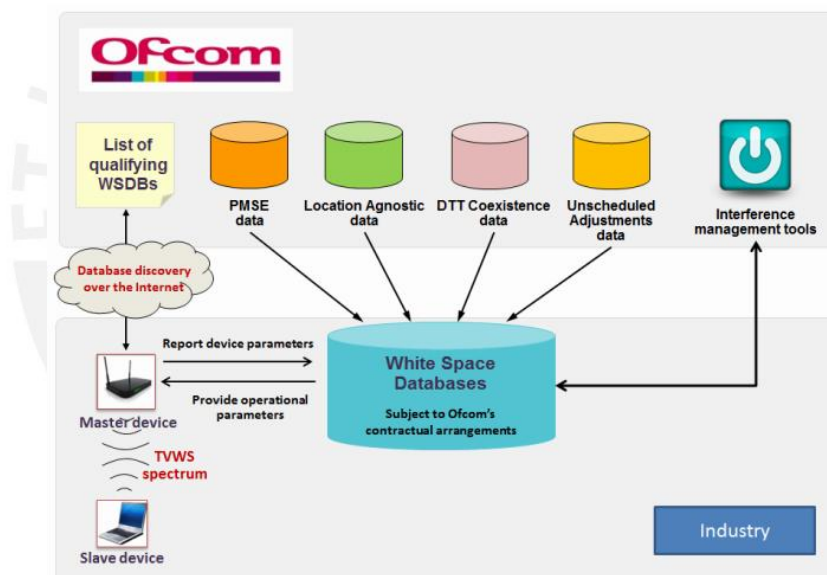 Ofcom
List of
qualifying
WSDBs
PMSE
data
Location Agnostic
data
DTT Coexistence
data
Unscheduled
Adjustments
data
Interference
management tools
Database discovery
over the Internet
Report device parameters
Provide operational
parameters
White Space
Databases
Subject to Ofcom's
contractual arrangements
Master device
TVWS
spectrum
Slave device
Industry